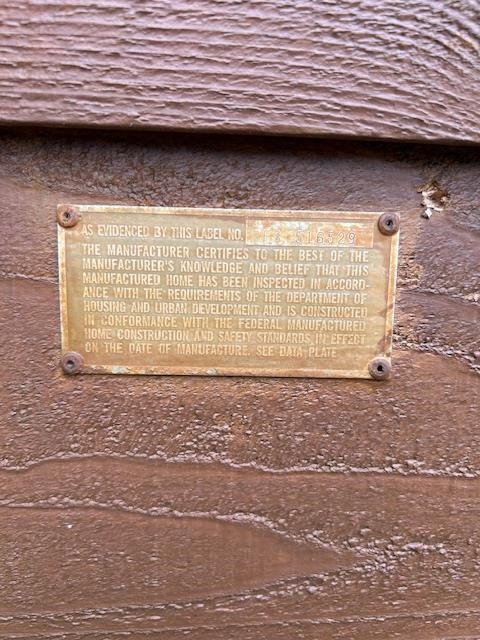 AS EVIDENCED BY THIS LABEL NO. 516529
THE MANUFACTURER CERTIFIES TO THE BEST OF THE
MANUFACTURER'S KNOWLEDGE AND BELIEF THAT THIS
MANUFACTURED HOME HAS BEEN INSPECTED IN ACCORD-
ANCE WITH THE REQUIREMENTS OF THE DEPARTMENT OF
HOUSING AND URBAN DEVELOPMENT AND IS CONSTRUCTED
IN CONFORMANCE WITH THE FEDERAL MANUFACTURED
HOME CONSTRUCTION AND SAFETY STANDARDS IN EFFECT
ON THE DATE OF MANUFACTURE. SEE DATA PLATE